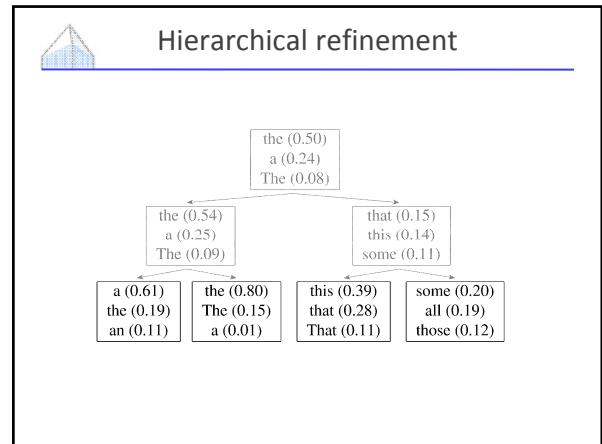 Hierarchical refinement
the (0.50)
a (0.24)
The (0.08)
the (0.54)
a (0.25)
The (0.09)
that (0.15)
this (0.14)
some (0.11)
a (0.61)
the (0.19)
an (0.11)
the (0.80)
The (0.15)
a (0.01)
this (0.39)
that (0.28)
That (0.11)
some (0.20)
all (0.19)
those (0.12)